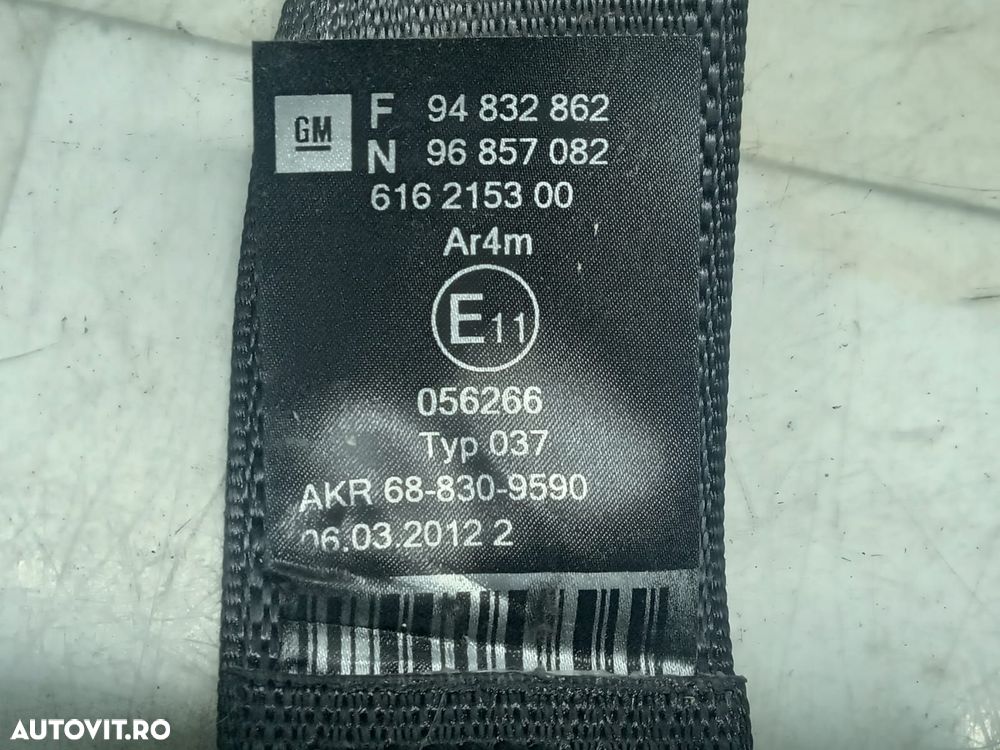 GM F 94 832 862
N 96 857 082
616 2153 00
Ar4m
E11
056266
Typ 037
AKR 68-830-9590
06.03.2012 2
AUTOVIT.RO